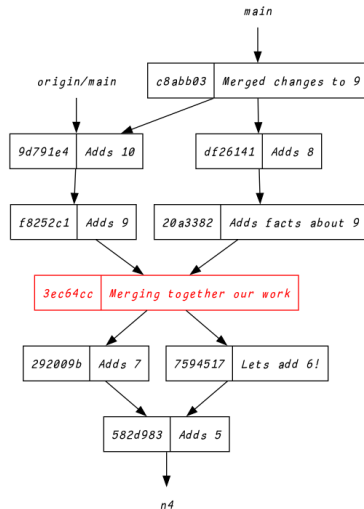 main
c8abb03 Merged changes to 9
origin/main
9d791e4 Adds 10
df26141 Adds 8
f8252c1 Adds 9
20a3382 Adds facts about 9
3ec64cc Merging together our work
292009b Adds 7
7594517 Lets add 6!
582d983 Adds 5
n4